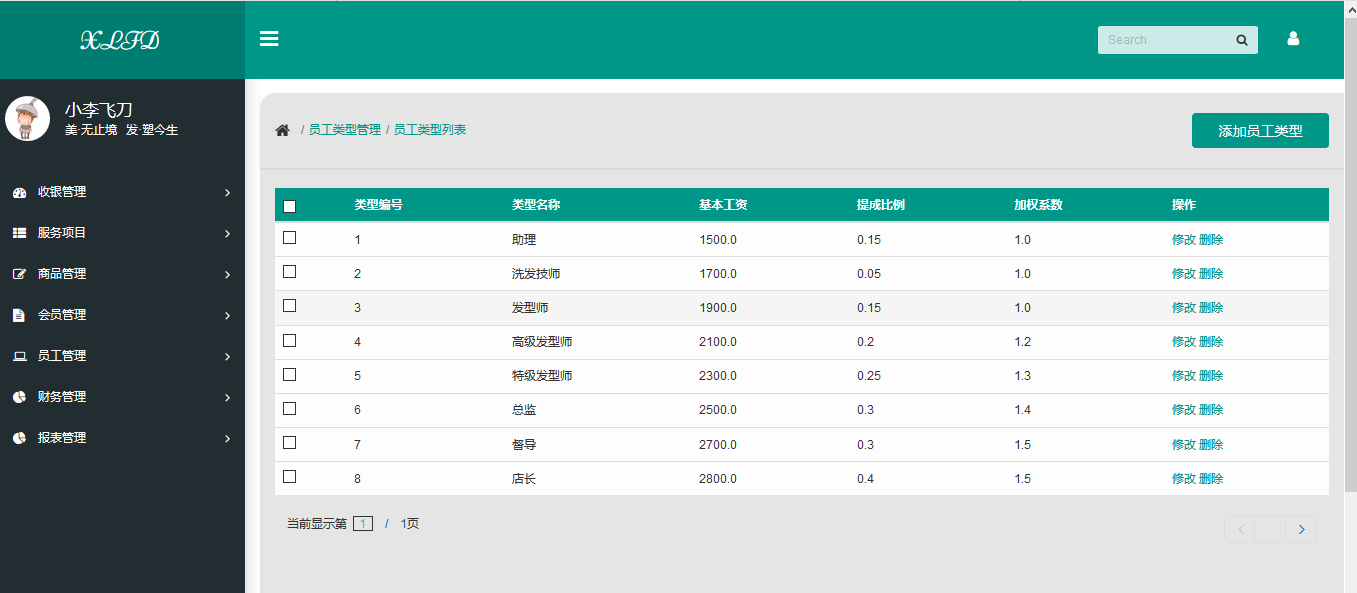 XLFD
Search
小李飞刀
美·无止境 发·塑今生
收银管理
服务项目
商品管理
会员管理
员工管理
财务管理
报表管理
/ 员工类型管理 / 员工类型列表
添加员工类型
类型编号 类型名称 基本工资 提成比例 加权系数 操作
1 助理 1500.0 0.15 1.0 修改 删除
2 洗发技师 1700.0 0.05 1.0 修改 删除
3 发型师 1900.0 0.15 1.0 修改 删除
4 高级发型师 2100.0 0.2 1.2 修改 删除
5 特级发型师 2300.0 0.25 1.3 修改 删除
6 总监 2500.0 0.3 1.4 修改 删除
7 督导 2700.0 0.3 1.5 修改 删除
8 店长 2800.0 0.4 1.5 修改 删除
当前显示第 1 / 1页